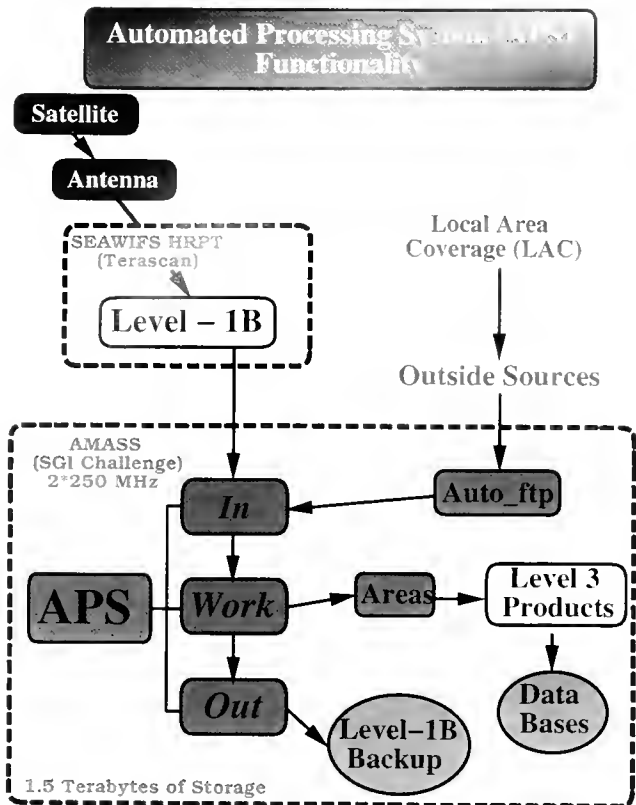 Automated Processing System (APS)
Functionality
Satellite
Antenna
SEAWIFS HRPT
(Terascan)
Level – 1B
Local Area
Coverage (LAC)
Outside Sources
AMASS
(SGI Challenge)
2*250 MHz
In
Auto_ftp
APS
Work
Areas
Level 3
Products
Out
Level–1B
Backup
Data
Bases
1.5 Terabytes of Storage